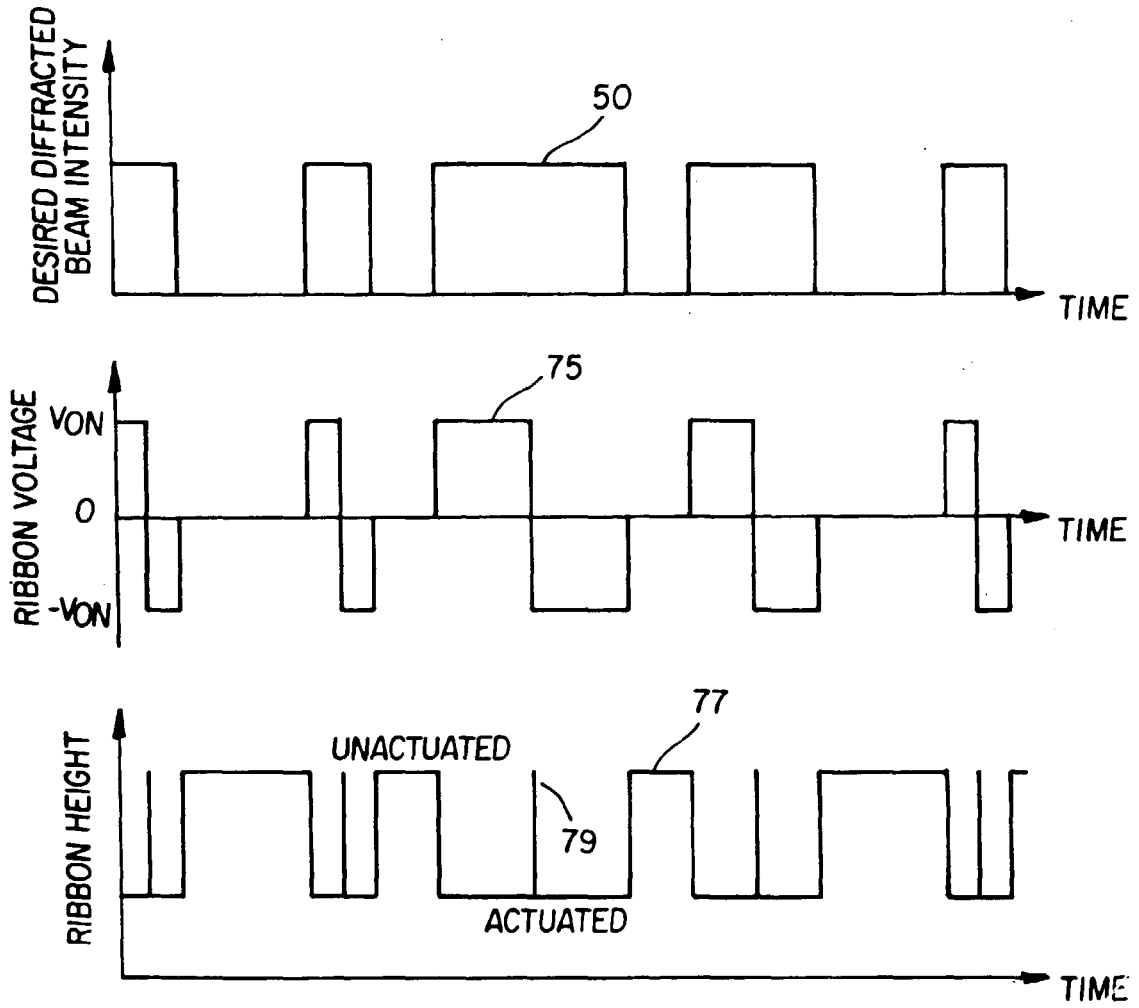 DESIRED DIFFRACTED
BEAM INTENSITY
50
TIME
RIBBON VOLTAGE
VON
0
-VON
75
TIME
RIBBON HEIGHT
UNACTUATED
77
79
ACTUATED
TIME